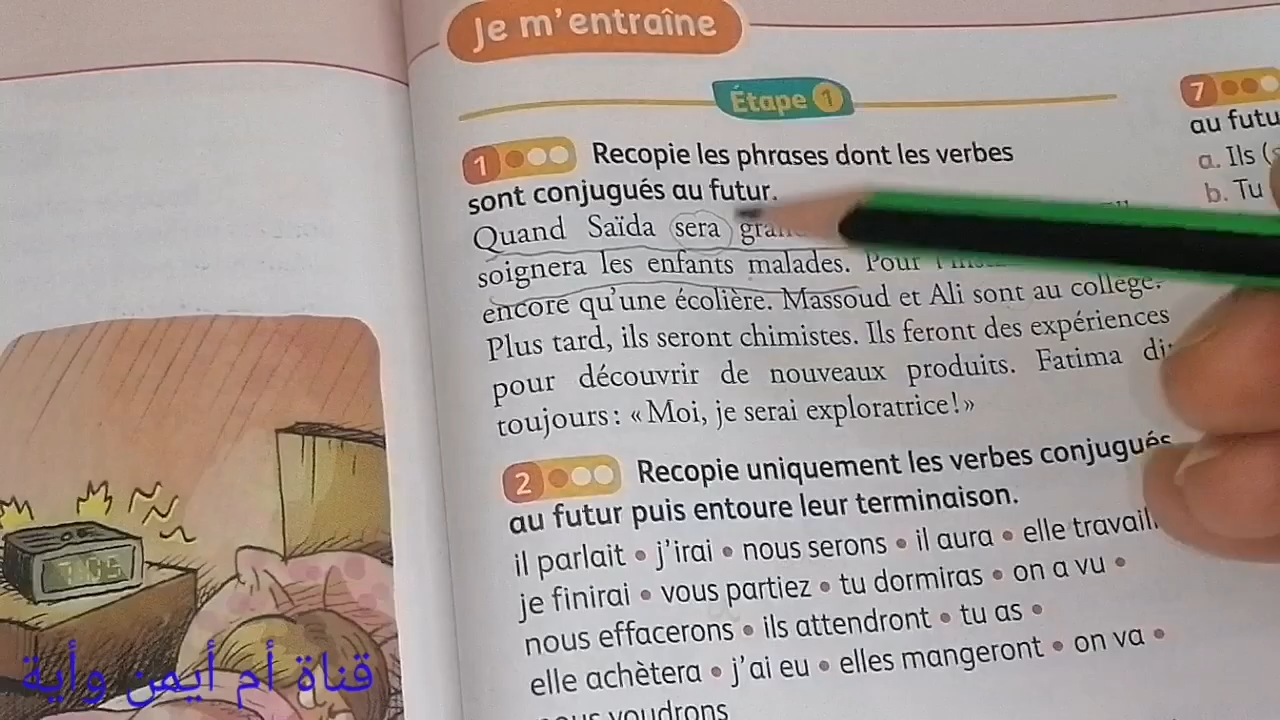 Je m'entraîne
Étape 1
1 Recopie les phrases dont les verbes
sont conjugués au futur.
Quand Saïda sera
soignera les enfants malades. Pour
encore qu'une écolière. Massoud et Ali sont au collège.
Plus tard, ils seront chimistes. Ils feront des expériences
pour découvrir de nouveaux produits. Fatima
toujours : « Moi, je serai exploratrice ! »
2 Recopie uniquement les verbes conjugués
au futur puis entoure leur terminaison.
il parlait • j'irai • nous serons • il aura • elle
je finirai • vous partiez • tu dormiras • on a vu •
nous effacerons • ils attendront • tu as •
elle achètera • j'ai eu • elles mangeront • on va •
voudrons
7
au
a. Ils
b. Tu
قناة أم أيمن وأية